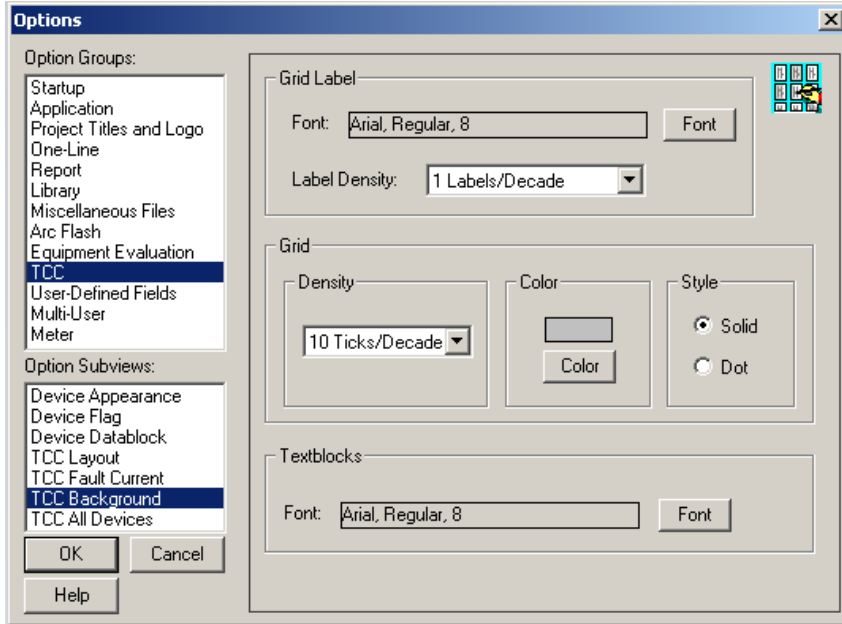 Options
Option Groups:
Startup
Application
Project Titles and Logo
One-Line
Report
Library
Miscellaneous Files
Arc Flash
Equipment Evaluation
TCC
User-Defined Fields
Multi-User
Meter
Option Subviews:
Device Appearance
Device Flag
Device Datablock
TCC Layout
TCC Fault Current
TCC Background
TCC All Devices
OK Cancel
Help
Grid Label
Font: Arial, Regular, 8 Font
Label Density: 1 Labels/Decade
Grid
Density Color Style
10 Ticks/Decade Solid
Color Dot
Textblocks
Font: Arial, Regular, 8 Font